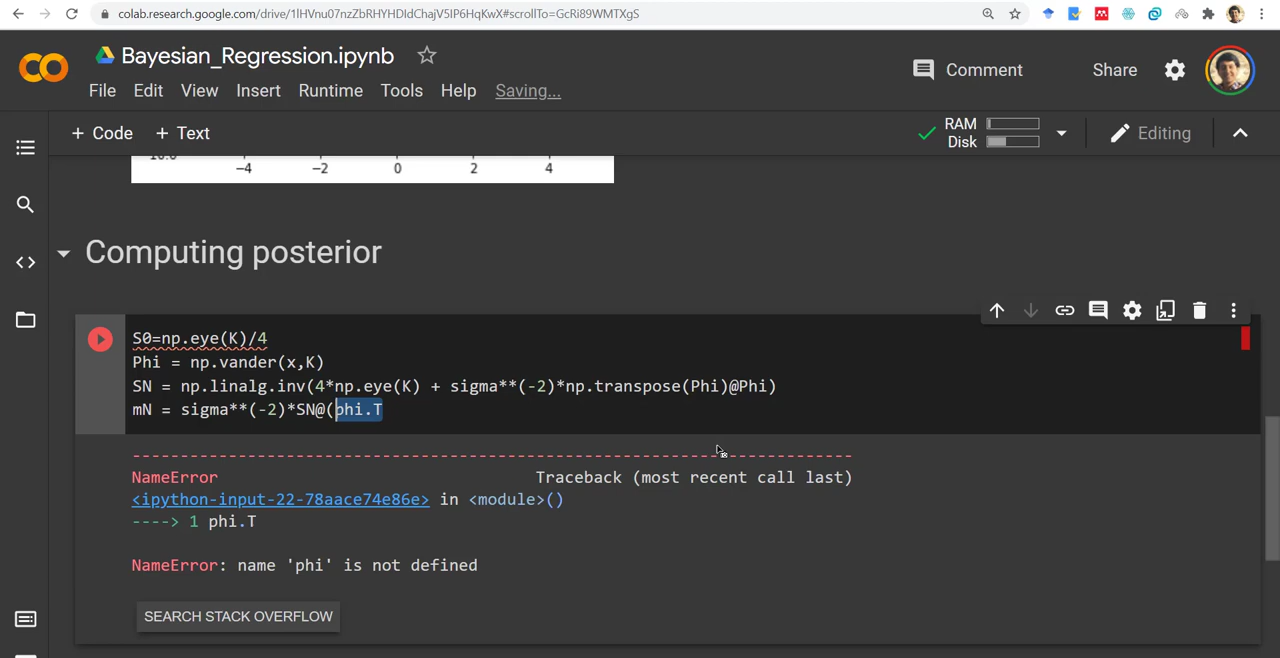 colab.research.google.com/drive/1lHVnu07nzZbRHYHDIdChajV5IP6HqKwX#scrollTo=GcRi89WMTXgS
Bayesian_Regression.ipynb
Comment
Share
File Edit View Insert Runtime Tools Help Saving...
+ Code + Text
RAM
Disk
Editing
10.0
−4 −2 0 2 4
Computing posterior
S0=np.eye(K)/4
Phi = np.vander(x,K)
SN = np.linalg.inv(4*np.eye(K) + sigma**(-2)*np.transpose(Phi)@Phi)
mN = sigma**(-2)*SN@(phi.T
---------------------------------------------------------------------------
NameError Traceback (most recent call last)
<ipython-input-22-78aace74e86e> in <module>()
----> 1 phi.T
NameError: name 'phi' is not defined
SEARCH STACK OVERFLOW